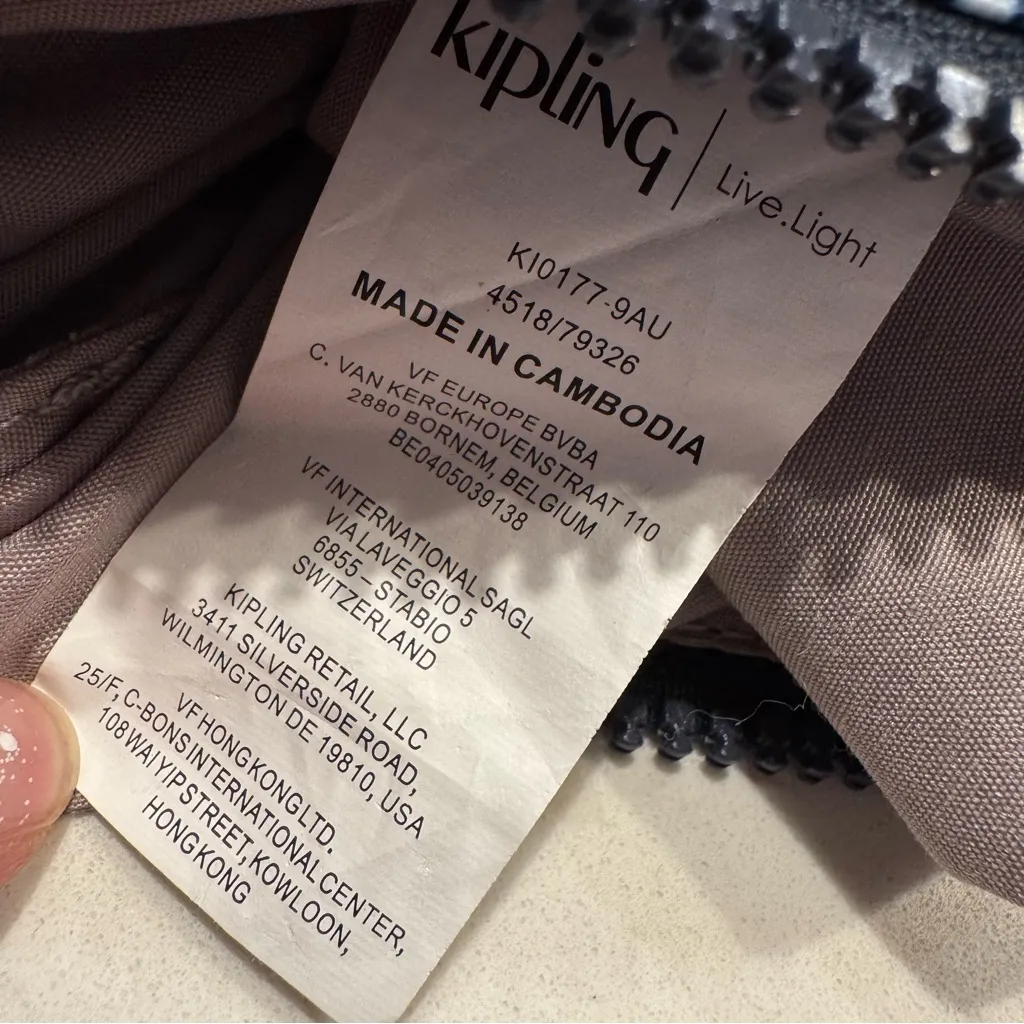 Kipling | Live.Light
KI0177-9AU
4518/79326
MADE IN CAMBODIA
VF EUROPE BVBA
C. VAN KERCKHOVENSTRAAT 110
2880 BORNEM, BELGIUM
BE0405039138
VF INTERNATIONAL SAGL
VIA LAVEGGIO 5
6855 – STABIO
SWITZERLAND
KIPLING RETAIL, LLC
3411 SILVERSIDE ROAD,
WILMINGTON DE 19810, USA
VF HONG KONG LTD.
25/F, C-BONS INTERNATIONAL CENTER,
108 WAI YIP STREET, KOWLOON,
HONG KONG